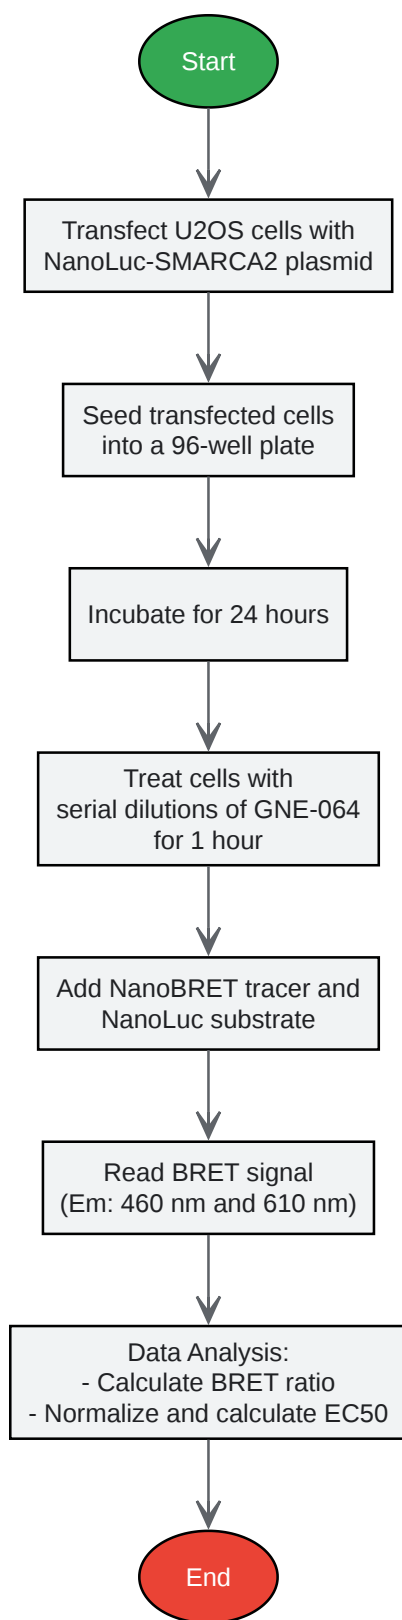 Start
Transfect U2OS cells with
NanoLuc-SMARCA2 plasmid
Seed transfected cells
into a 96-well plate
Incubate for 24 hours
Treat cells with
serial dilutions of GNE-064
for 1 hour
Add NanoBRET tracer and
NanoLuc substrate
Read BRET signal
(Em: 460 nm and 610 nm)
Data Analysis:
- Calculate BRET ratio
- Normalize and calculate EC50
End